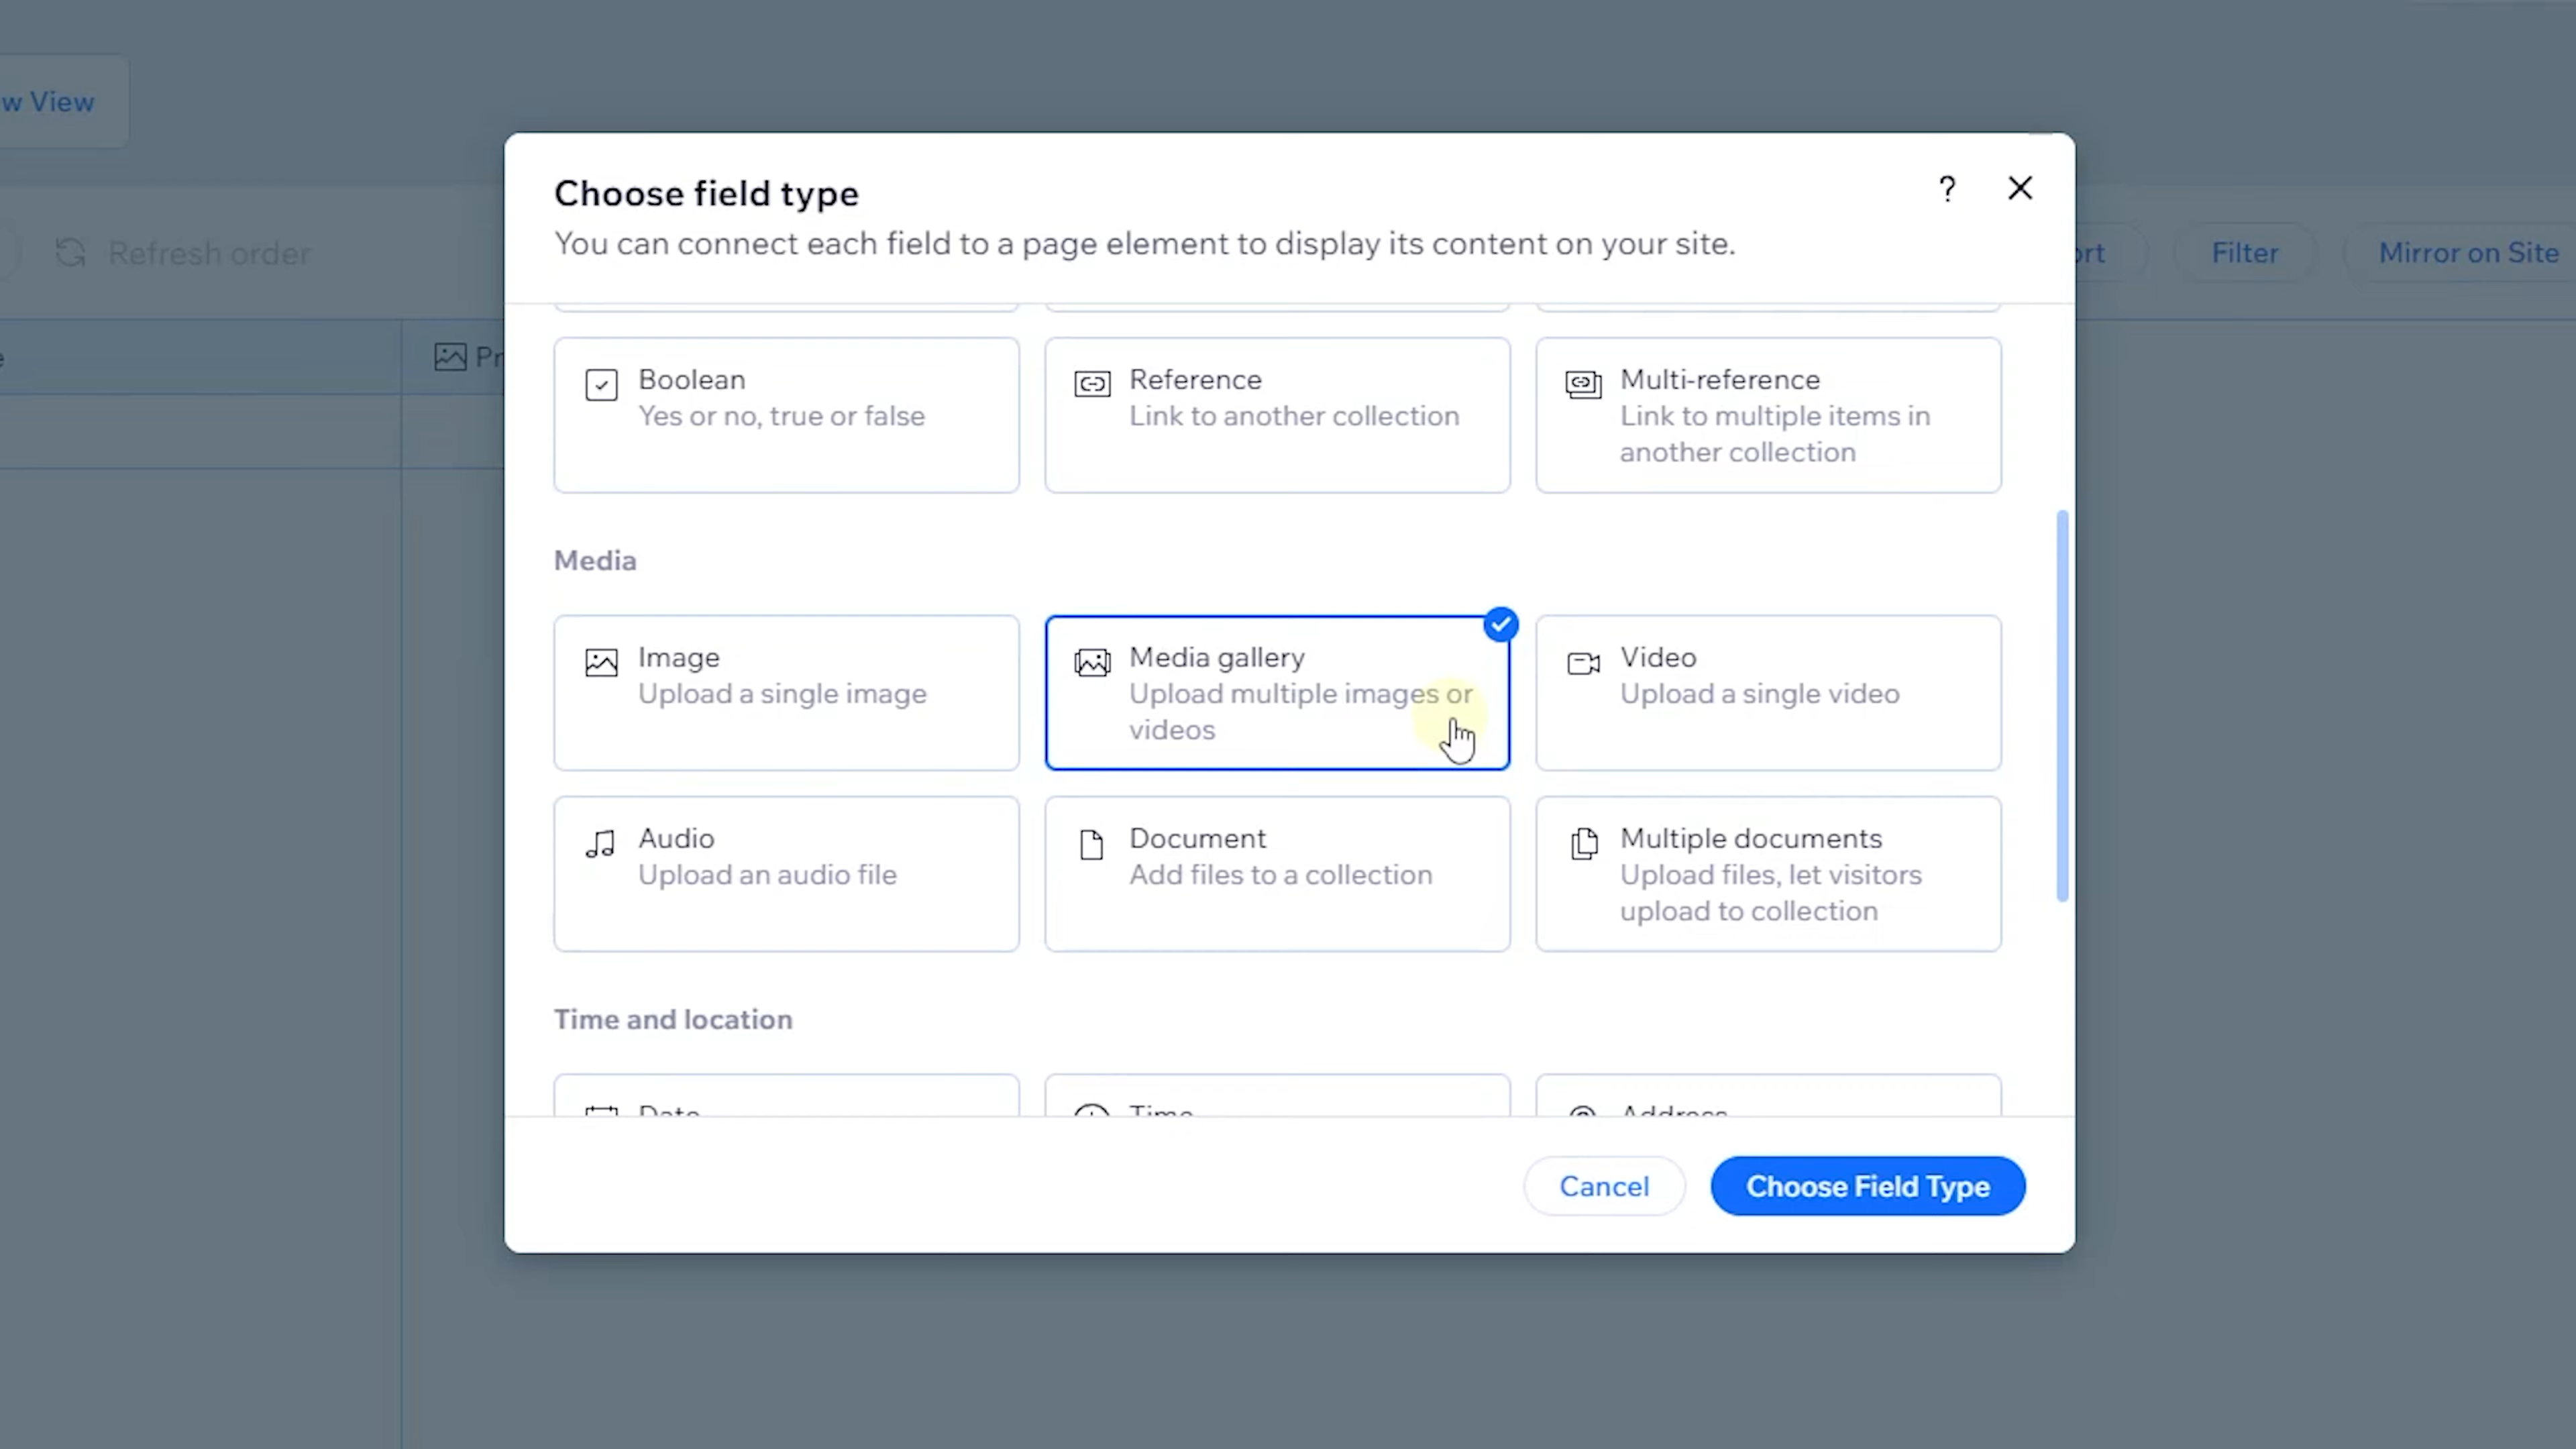 w View
Choose field type
?
You can connect each field to a page element to display its content on your site.
Refresh order
Filter
Mirror on Site
Boolean
Yes or no, true or false
Reference
Link to another collection
Multi-reference
Link to multiple items in
another collection
Media
Image
Upload a single image
Media gallery
Upload multiple images or
videos
Video
Upload a single video
Audio
Upload an audio file
Document
Add files to a collection
Multiple documents
Upload files, let visitors
upload to collection
Time and location
Date
Time
Address
Cancel
Choose Field Type